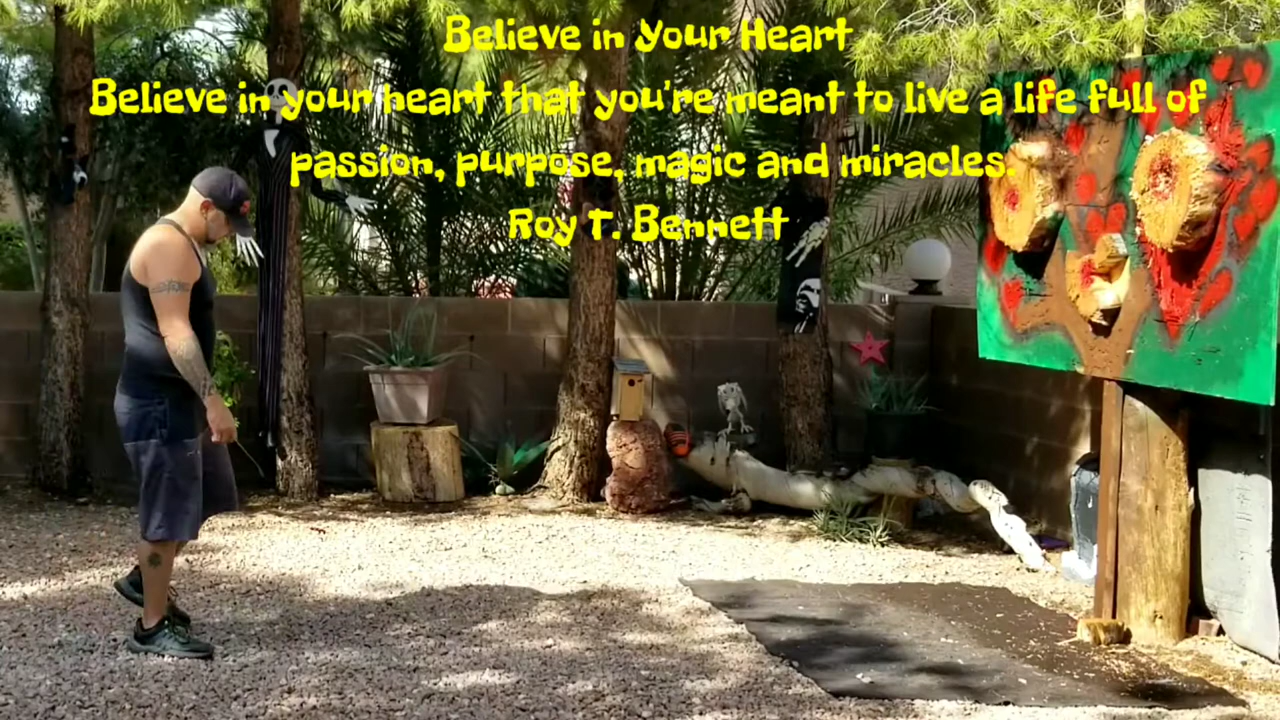 Believe in Your Heart
Believe in your heart that you're meant to live a life full of
passion, purpose, magic and miracles.
Roy T. Bennett